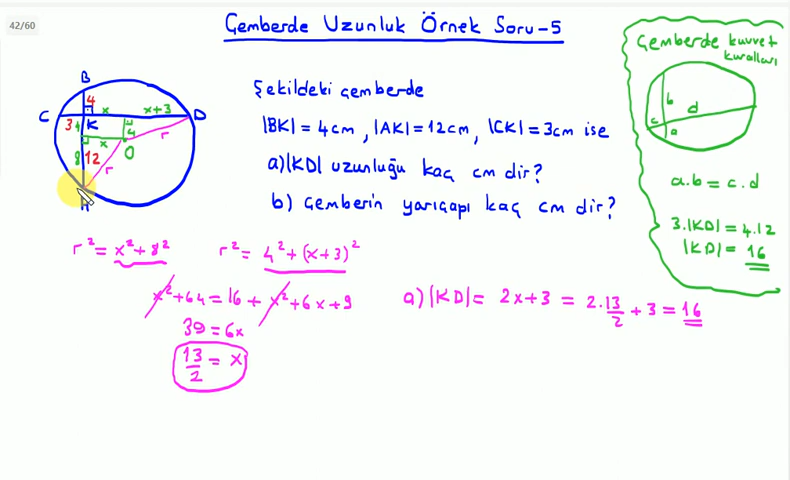 42/60
Çemberde Uzunluk Örnek Soru-5
Çemberde kuvvet
kuralları
B
4
x
x+3
C
D
3
4
K
4
r
x
O
8
12
r
A
b
d
c
a
Şekildeki çemberde
|BK|=4cm, |AK|=12cm, |CK|=3cm ise
a)|KD| uzunluğu kaç cm dir?
b) Çemberin yarıçapı kaç cm dir?
a.b=c.d
3.|KD|=4.12
|KD|=16
r²=x²+8² r²=4²+(x+3)²
x²+64=16+x²+6x+9
39=6x
13/2=x
a)|KD|=2x+3=2.13/2+3=16